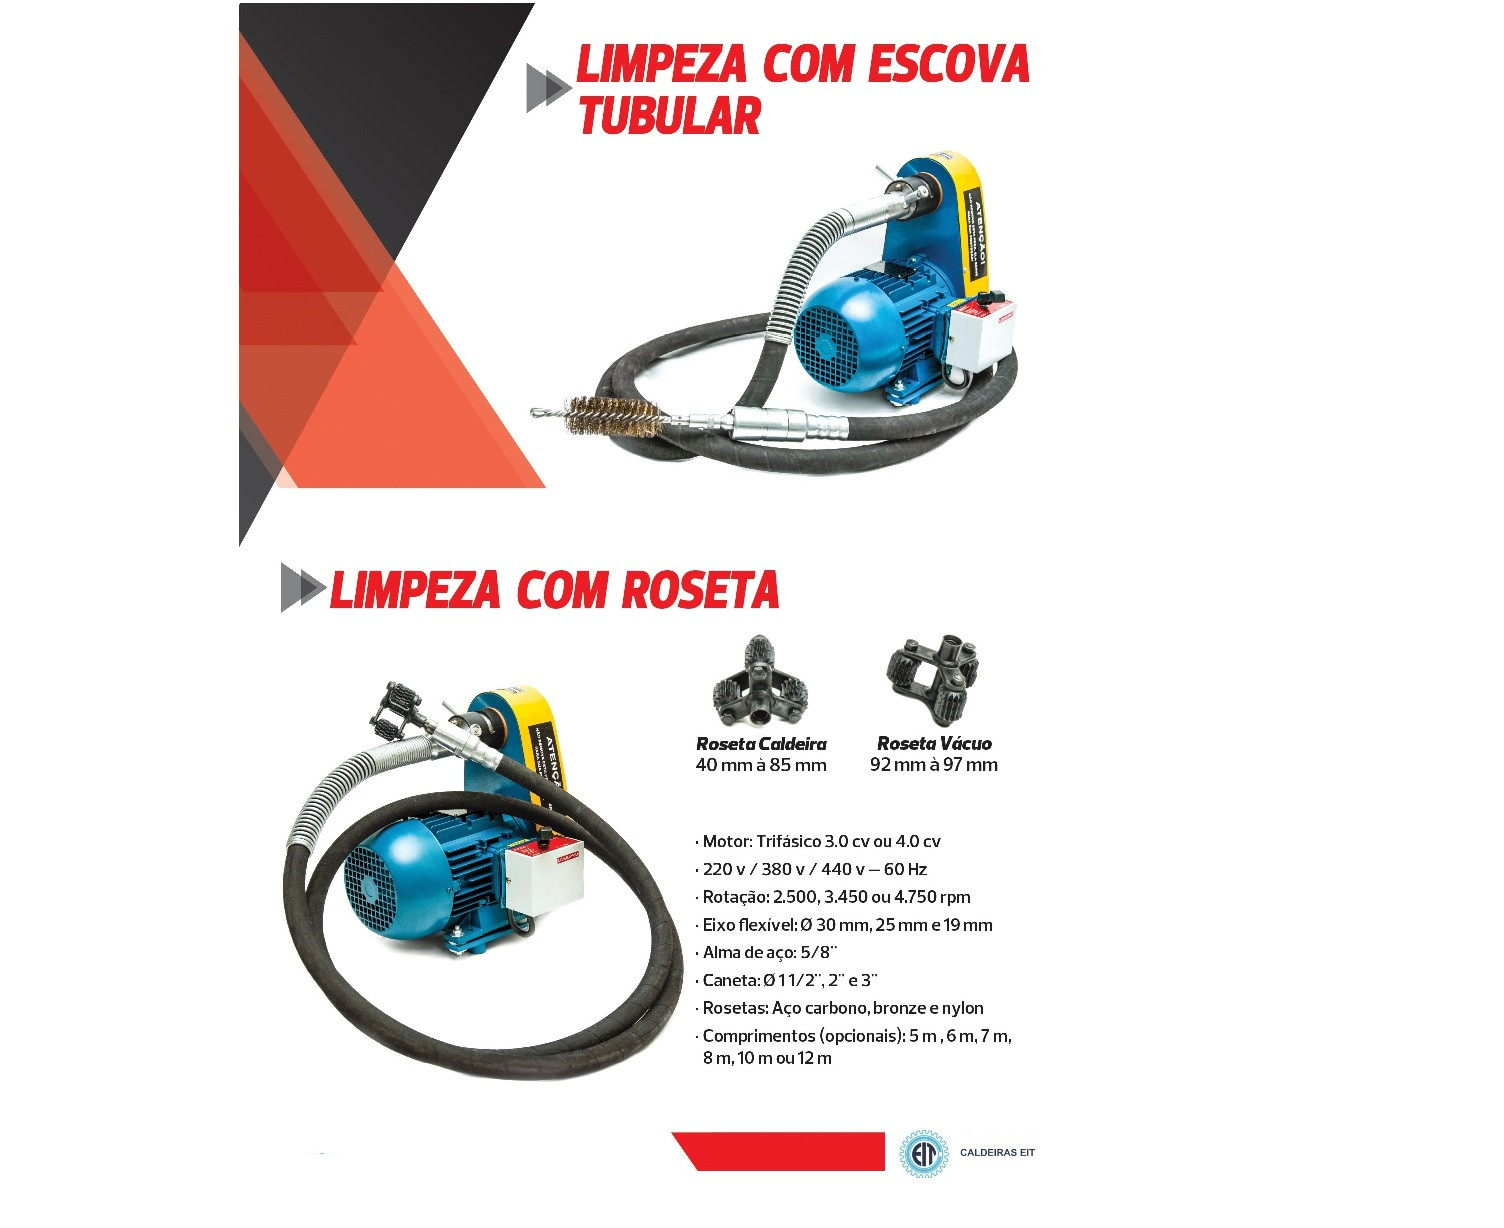 LIMPEZA COM ESCOVA
TUBULAR
ATENÇÃO!
LIMPEZA COM ROSETA
Roseta Caldeira
40 mm à 85 mm
Roseta Vácuo
92 mm à 97 mm
· Motor: Trifásico 3.0 cv ou 4.0 cv
· 220 v / 380 v / 440 v – 60 Hz
· Rotação: 2.500, 3.450 ou 4.750 rpm
· Eixo flexível: Ø 30 mm, 25 mm e 19 mm
· Alma de aço: 5/8¨
· Caneta: Ø 1 1/2¨, 2¨ e 3¨
· Rosetas: Aço carbono, bronze e nylon
· Comprimentos (opcionais): 5 m , 6 m, 7 m,
8 m, 10 m ou 12 m
EIT
CALDEIRAS EIT